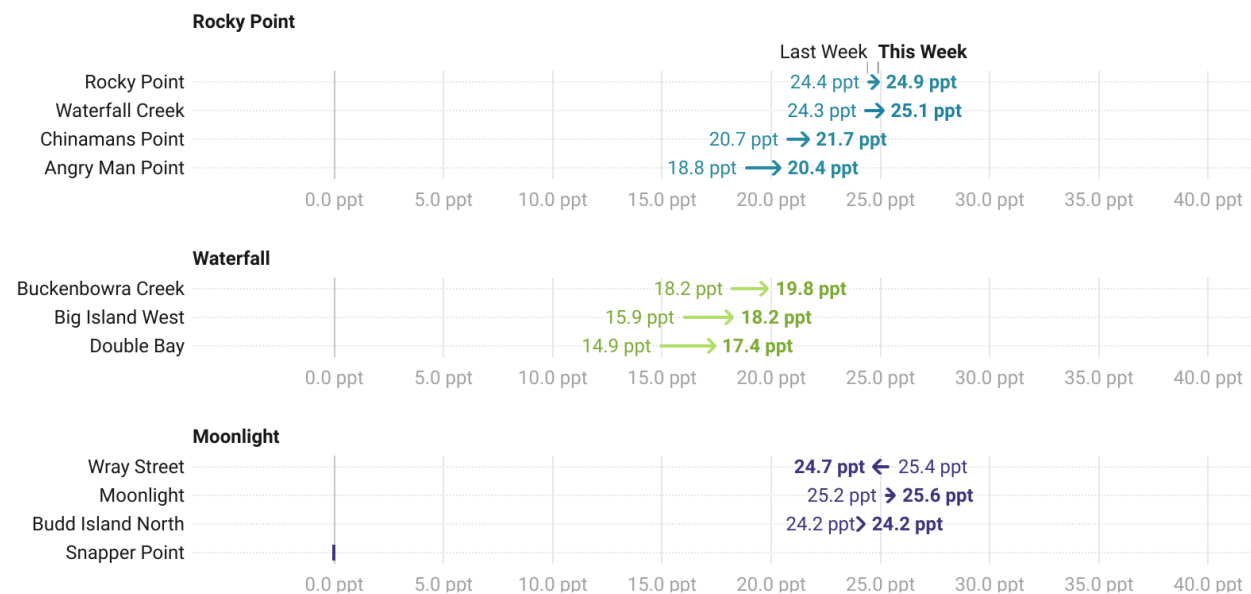 Rocky Point
Last Week This Week
Rocky Point 24.4 ppt 24.9 ppt
Waterfall Creek 24.3 ppt 25.1 ppt
Chinamans Point 20.7 ppt 21.7 ppt
Angry Man Point 18.8 ppt 20.4 ppt
0.0 ppt 5.0 ppt 10.0 ppt 15.0 ppt 20.0 ppt 25.0 ppt 30.0 ppt 35.0 ppt 40.0 ppt
Waterfall
Buckenbowra Creek 18.2 ppt 19.8 ppt
Big Island West 15.9 ppt 18.2 ppt
Double Bay 14.9 ppt 17.4 ppt
0.0 ppt 5.0 ppt 10.0 ppt 15.0 ppt 20.0 ppt 25.0 ppt 30.0 ppt 35.0 ppt 40.0 ppt
Moonlight
Wray Street 24.7 ppt 25.4 ppt
Moonlight 25.2 ppt 25.6 ppt
Budd Island North 24.2 ppt 24.2 ppt
Snapper Point
0.0 ppt 5.0 ppt 10.0 ppt 15.0 ppt 20.0 ppt 25.0 ppt 30.0 ppt 35.0 ppt 40.0 ppt